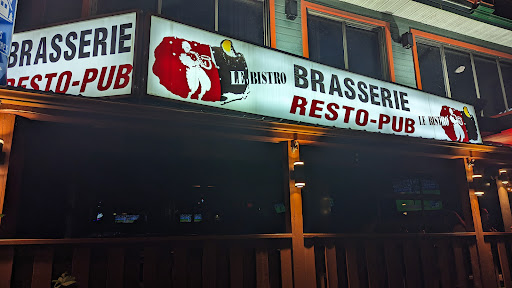 BRASSERIE
RESTO-PUB
LE BISTRO
BRASSERIE
RESTO-PUB
LE BISTRO